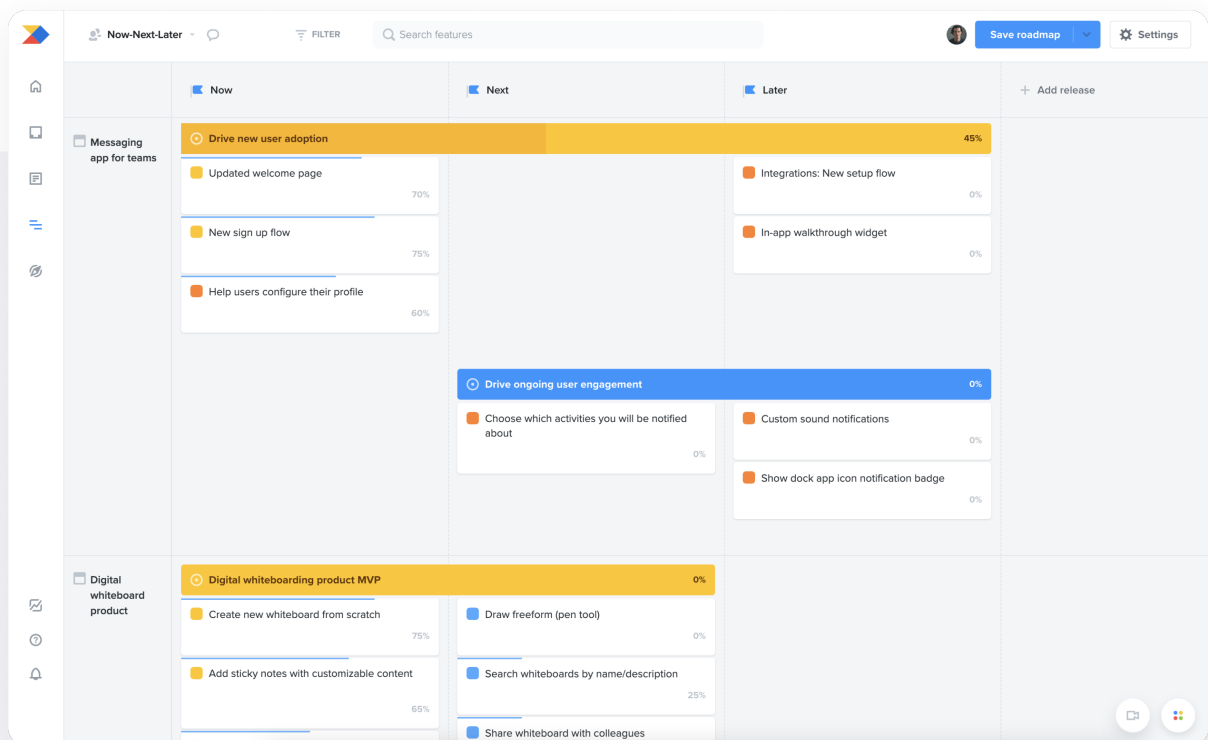 Now-Next-Later
FILTER
Search features
Save roadmap
Settings
Now
Next
Later
Add release
Messaging
app for teams
Drive new user adoption
45%
Updated welcome page
70%
Integrations: New setup flow
0%
New sign up flow
75%
In-app walkthrough widget
0%
Help users configure their profile
60%
Drive ongoing user engagement
0%
Choose which activities you will be notified
about
0%
Custom sound notifications
0%
Show dock app icon notification badge
0%
Digital
whiteboard
product
Digital whiteboarding product MVP
0%
Create new whiteboard from scratch
75%
Draw freeform (pen tool)
0%
Add sticky notes with customizable content
65%
Search whiteboards by name/description
25%
Share whiteboard with colleagues